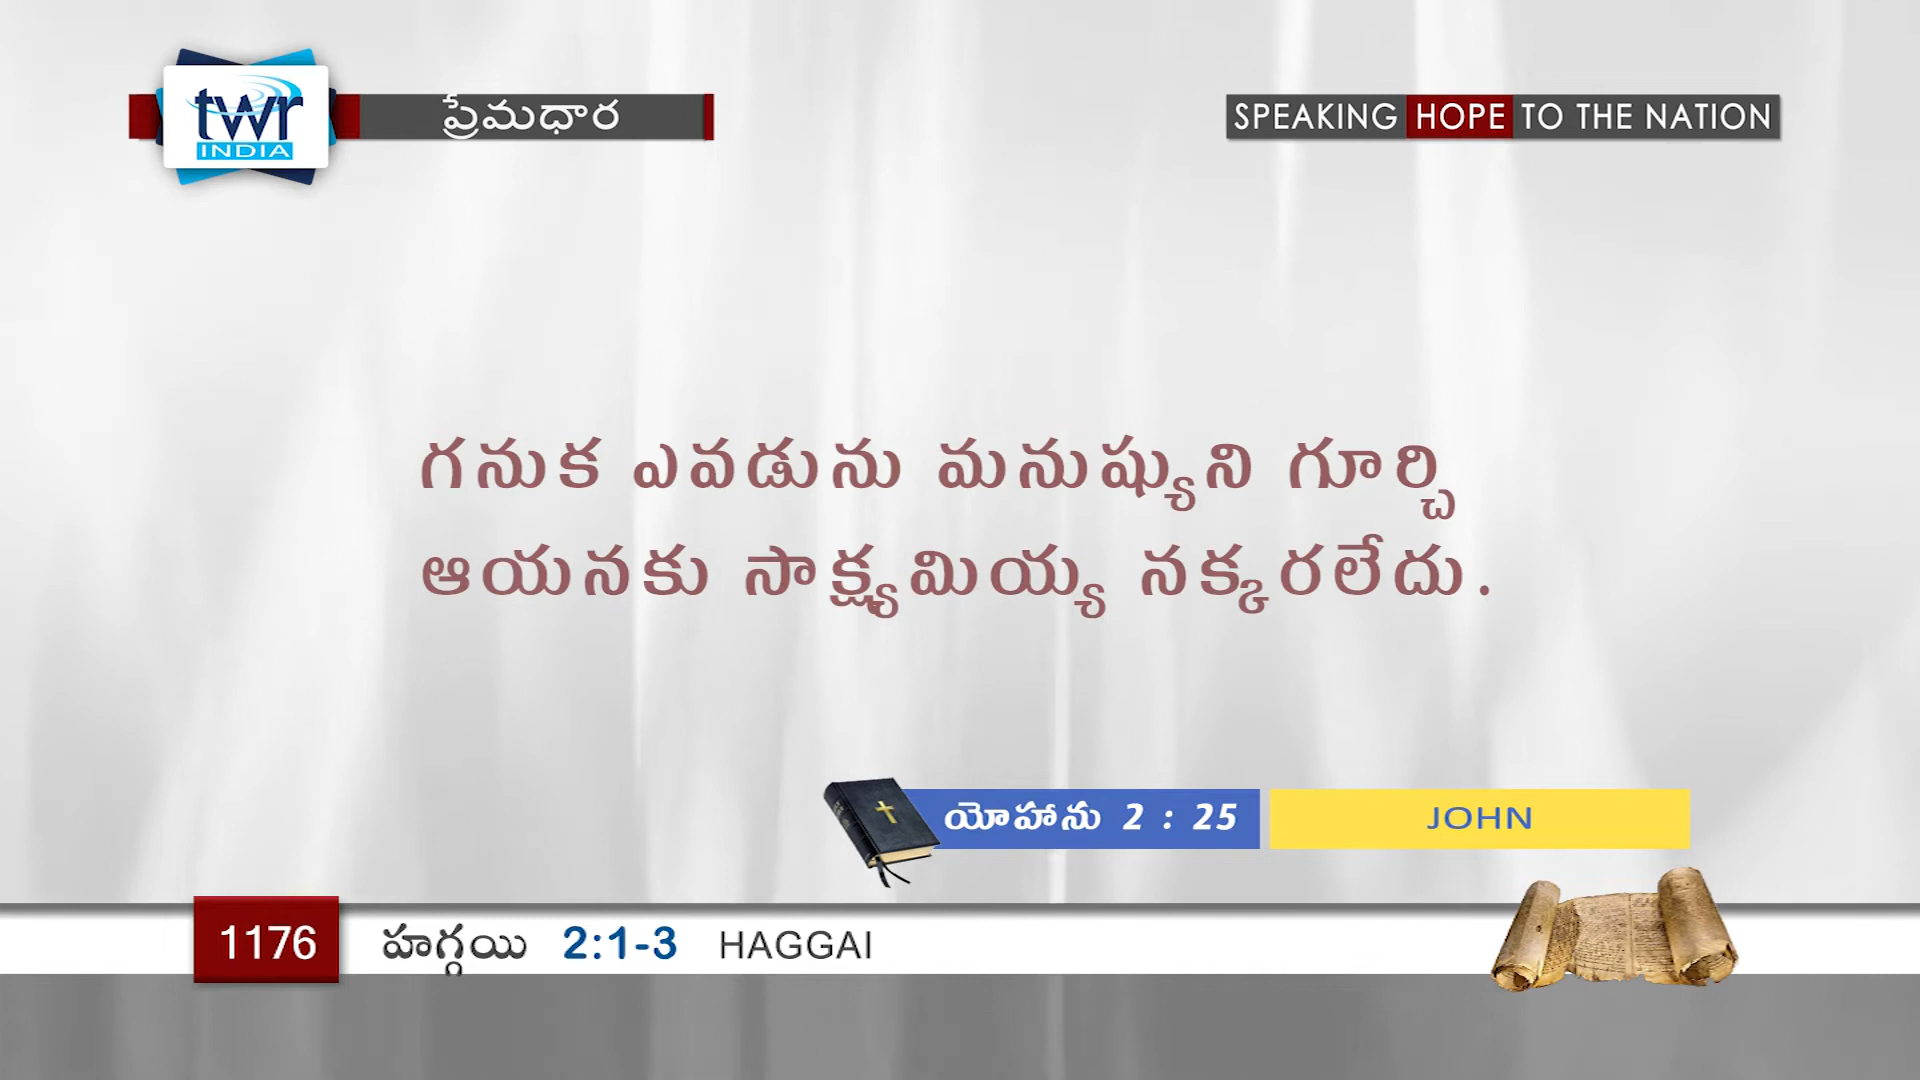 twr
INDIA
ప్రేమధార
SPEAKING HOPE TO THE NATION
గనుక ఎవడును మనుష్యుని గూర్చి
ఆయనకు సాక్ష్యమియ్య నక్కరలేదు.
యోహాను 2 : 25
JOHN
1176
హగ్గయి 2:1-3 HAGGAI